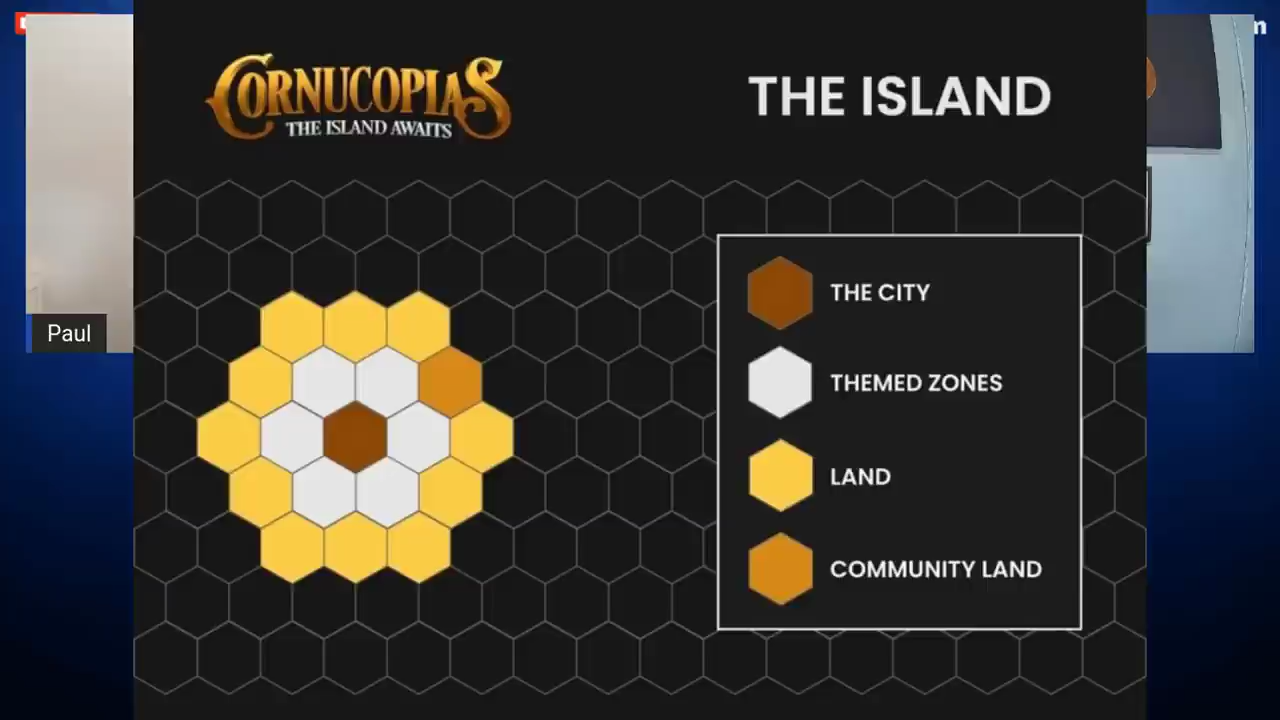 CORNUCOPIAS
THE ISLAND AWAITS
THE ISLAND
THE CITY
THEMED ZONES
LAND
COMMUNITY LAND
Paul